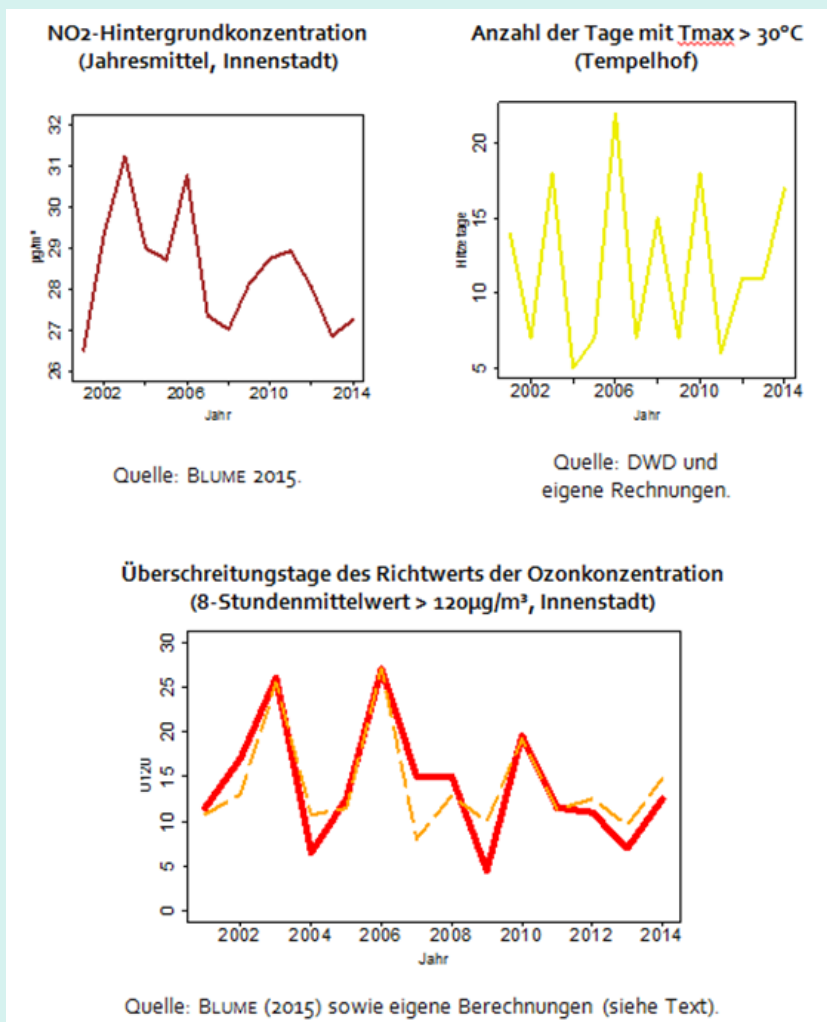 NO2-Hintergrundkonzentration
(Jahresmittel, Innenstadt)
µg/m³
32
31
30
29
28
27
26
2002
2006
2010
2014
Jahr
Quelle: BLUME 2015.
Anzahl der Tage mit Tmax > 30°C
(Tempelhof)
Hitzetage
20
15
10
5
2002
2006
2010
2014
Jahr
Quelle: DWD und
eigene Rechnungen.
Überschreitungstage des Richtwerts der Ozonkonzentration
(8-Stundenmittelwert > 120µg/m³, Innenstadt)
U120
30
25
20
15
10
5
0
2002
2004
2006
2008
2010
2012
2014
Jahr
Quelle: BLUME (2015) sowie eigene Berechnungen (siehe Text).